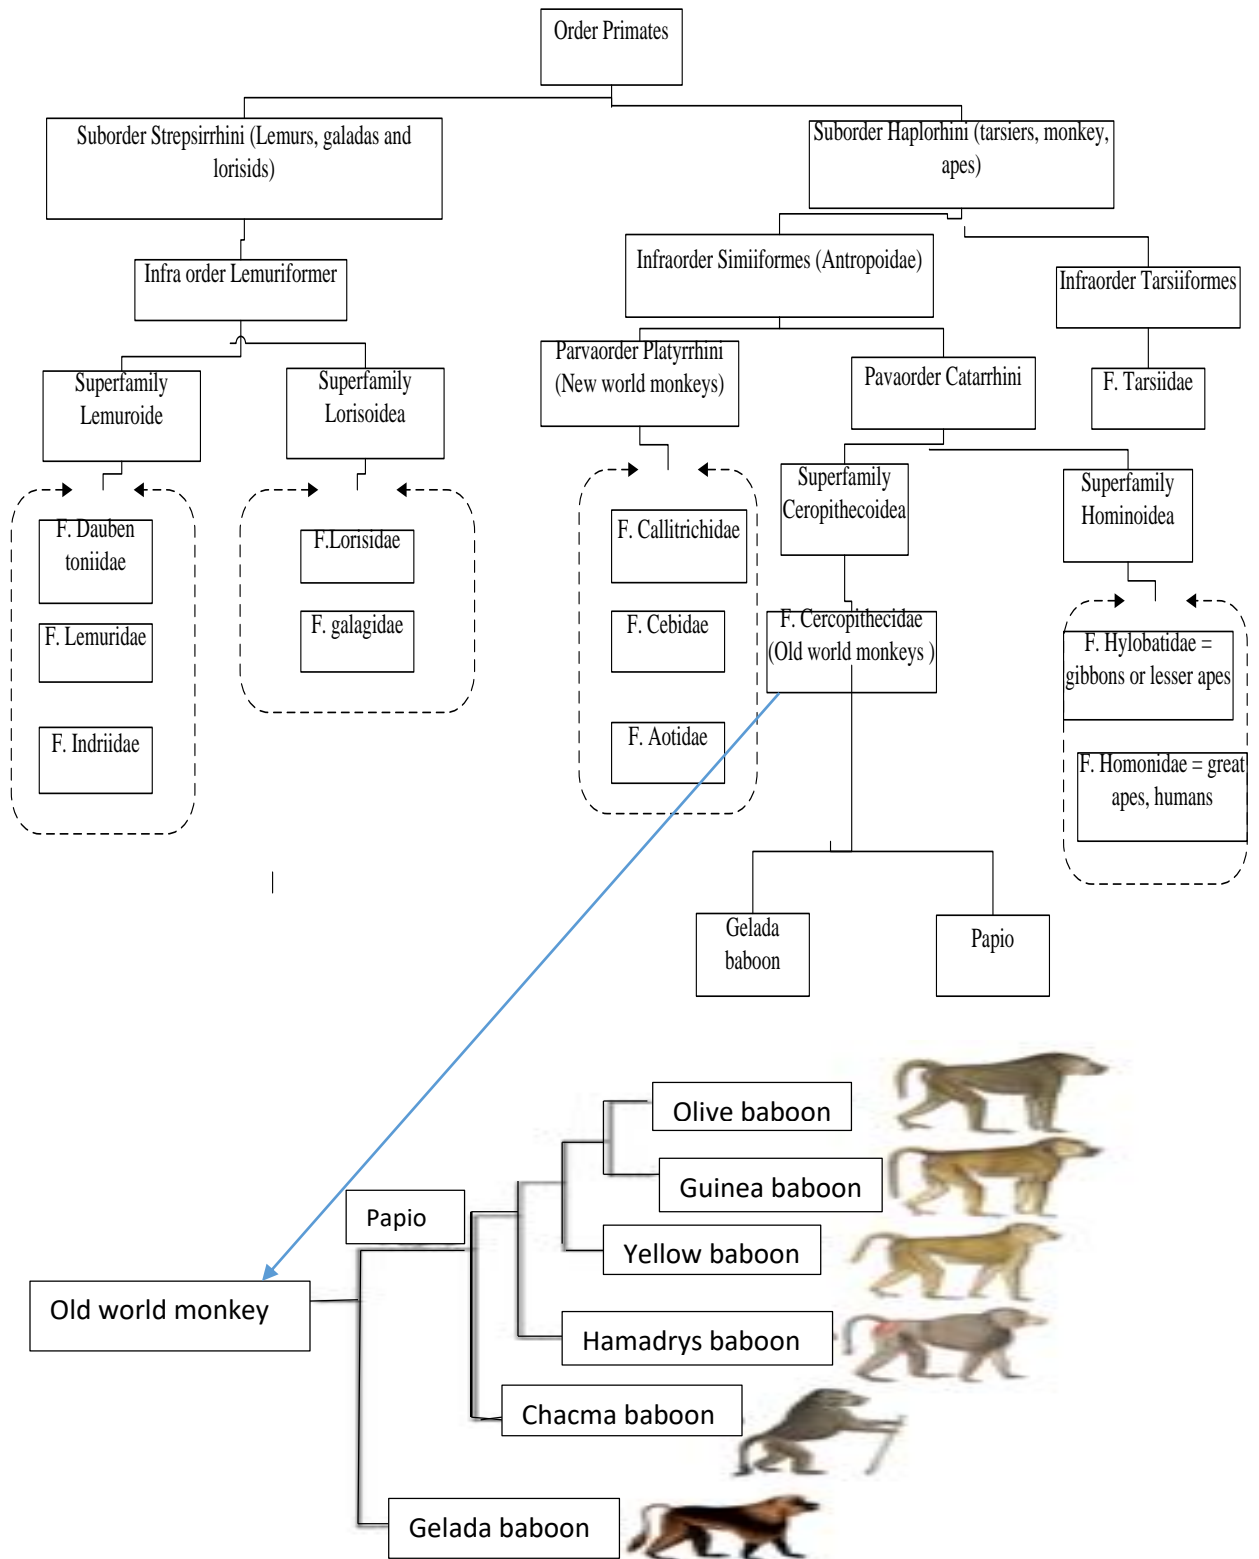 Order Primates
Suborder Strepsirrhini (Lemurs, galadas and
lorisids)
Suborder Haplorhini (tarsiers, monkey,
apes)
Infra order Lemuriformer
Infraorder Simiiformes (Antropoidae)
Infraorder Tarsiiformes
Superfamily
Lemuroide
Superfamily
Lorisoidea
Parvaorder Platyrrhini
(New world monkeys)
Pavaorder Catarrhini
F. Tarsiidae
Superfamily
Ceropithecoidea
Superfamily
Hominoidea
F. Dauben
toniidae
F. Lemuridae
F. Indriidae
F.Lorisidae
F. galagidae
F. Callitrichidae
F. Cebidae
F. Aotidae
F. Cercopithecidae
(Old world monkeys )
F. Hylobatidae =
gibbons or lesser apes
F. Homonidae = great
apes, humans
Gelada
baboon
Papio
Olive baboon
Guinea baboon
Papio
Yellow baboon
Old world monkey
Hamadrys baboon
Chacma baboon
Gelada baboon